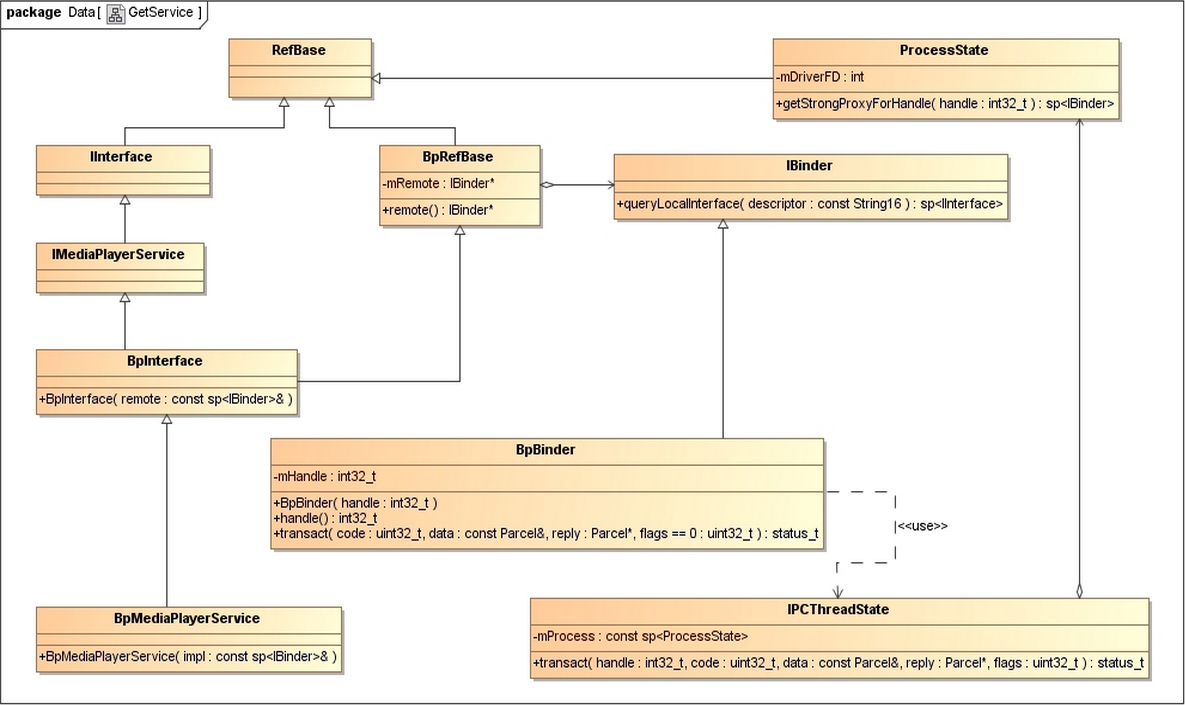 package Data[ GetService ]
RefBase
ProcessState
-mDriverFD : int
+getStrongProxyForHandle( handle : int32_t ) : sp<IBinder>
IInterface
BpRefBase
-mRemote : IBinder*
+remote() : IBinder*
IBinder
+queryLocalInterface( descriptor : const String16 ) : sp<IInterface>
IMediaPlayerService
BpInterface
+BpInterface( remote : const sp<IBinder>& )
BpBinder
-mHandle : int32_t
+BpBinder( handle : int32_t )
+handle() : int32_t
+transact( code : uint32_t, data : const Parcel&, reply : Parcel*, flags == 0 : uint32_t ) : status_t
<<use>>
BpMediaPlayerService
+BpMediaPlayerService( impl : const sp<IBinder>& )
IPCThreadState
-mProcess : const sp<ProcessState>
+transact( handle : int32_t, code : uint32_t, data : const Parcel&, reply : Parcel*, flags : uint32_t ) : status_t